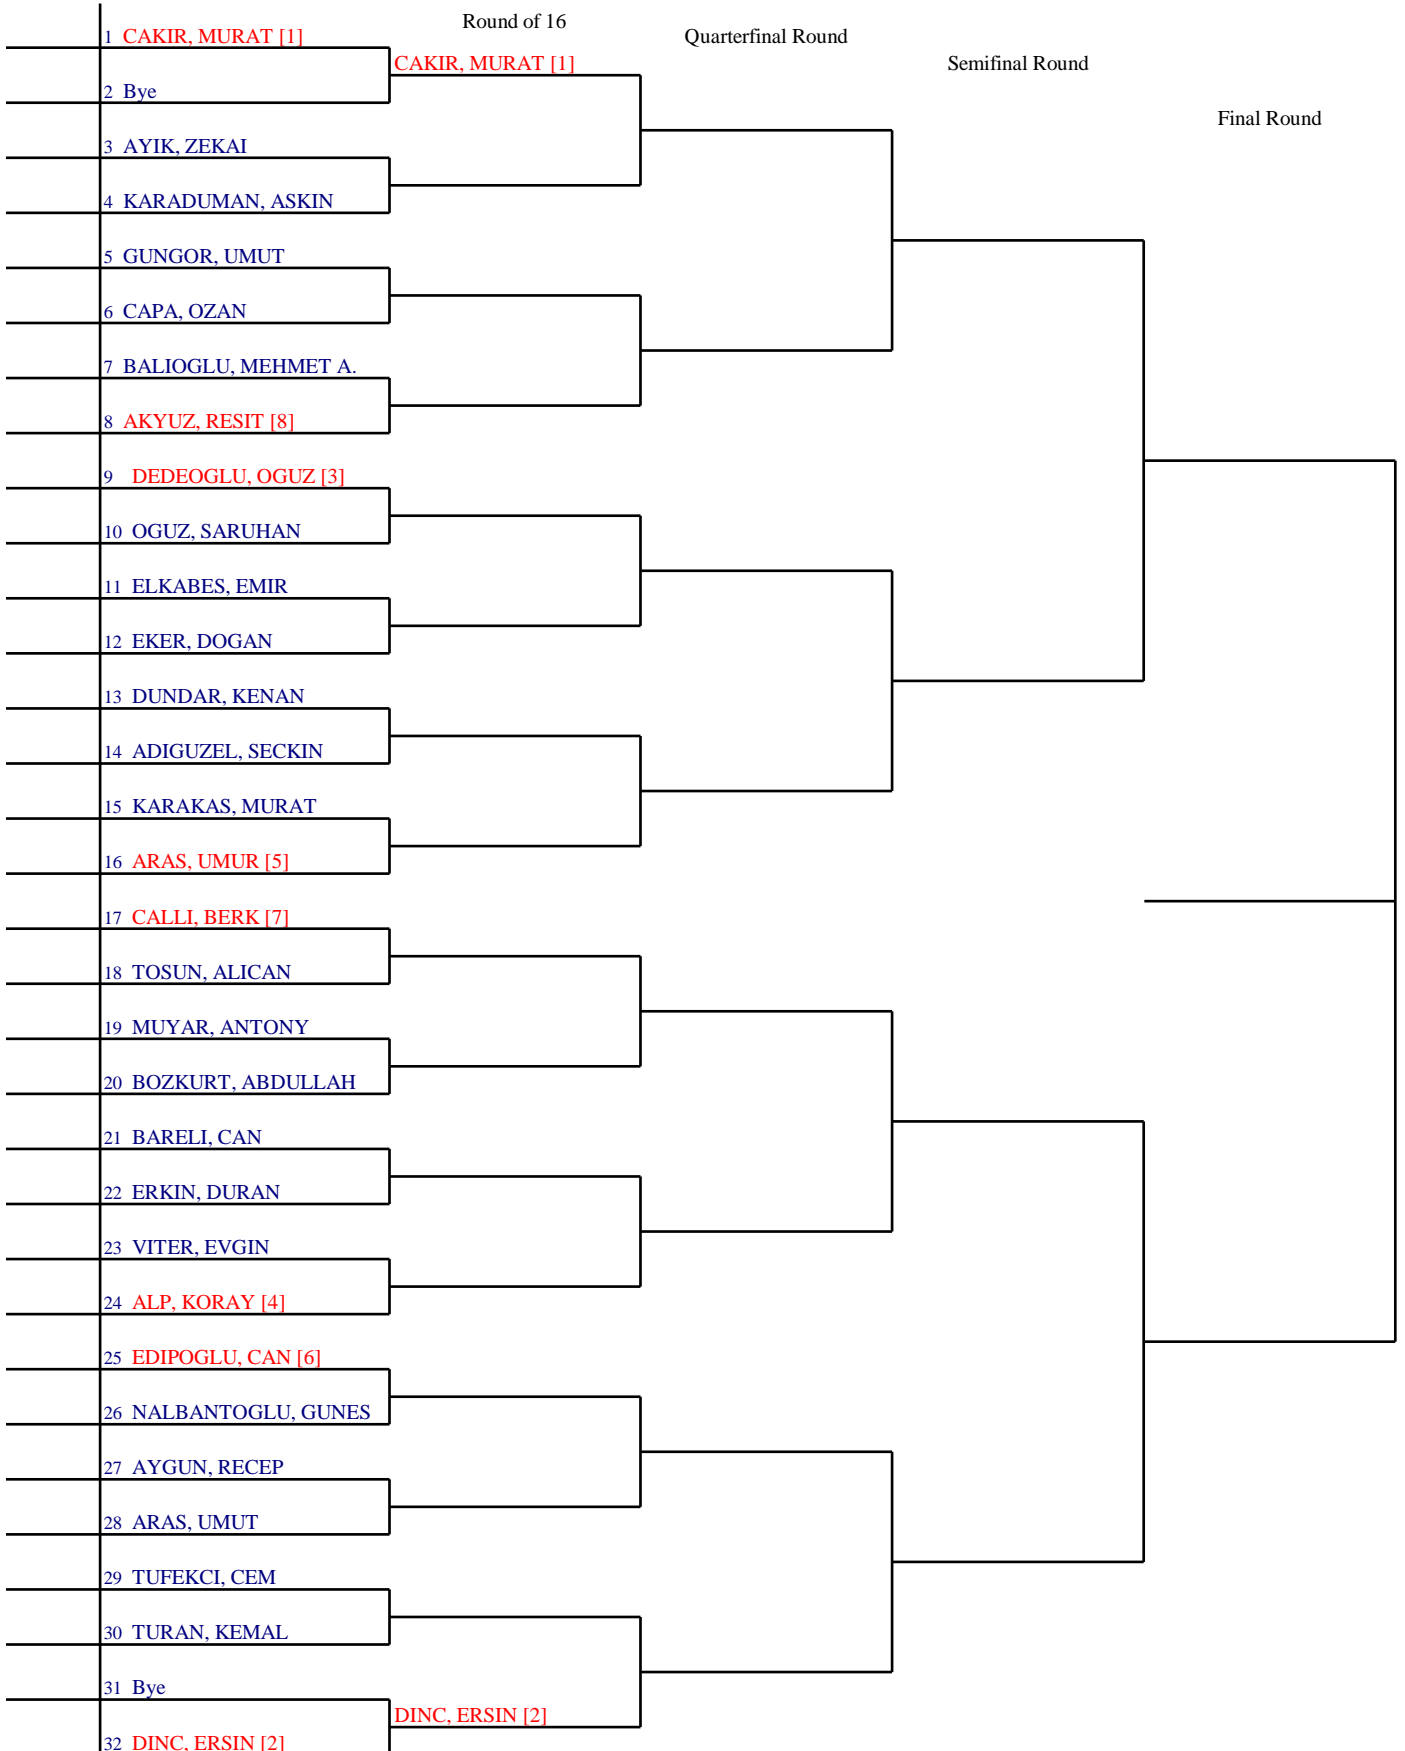 Round of 16
Quarterfinal Round
Semifinal Round
Final Round
1 CAKIR, MURAT [1]
CAKIR, MURAT [1]
2 Bye
3 AYIK, ZEKAI
4 KARADUMAN, ASKIN
5 GUNGOR, UMUT
6 CAPA, OZAN
7 BALIOGLU, MEHMET A.
8 AKYUZ, RESIT [8]
9 DEDEOGLU, OGUZ [3]
10 OGUZ, SARUHAN
11 ELKABES, EMIR
12 EKER, DOGAN
13 DUNDAR, KENAN
14 ADIGUZEL, SECKIN
15 KARAKAS, MURAT
16 ARAS, UMUR [5]
17 CALLI, BERK [7]
18 TOSUN, ALICAN
19 MUYAR, ANTONY
20 BOZKURT, ABDULLAH
21 BARELI, CAN
22 ERKIN, DURAN
23 VITER, EVGIN
24 ALP, KORAY [4]
25 EDIPOGLU, CAN [6]
26 NALBANTOGLU, GUNES
27 AYGUN, RECEP
28 ARAS, UMUT
29 TUFEKCI, CEM
30 TURAN, KEMAL
31 Bye
DINC, ERSIN [2]
32 DINC, ERSIN [2]